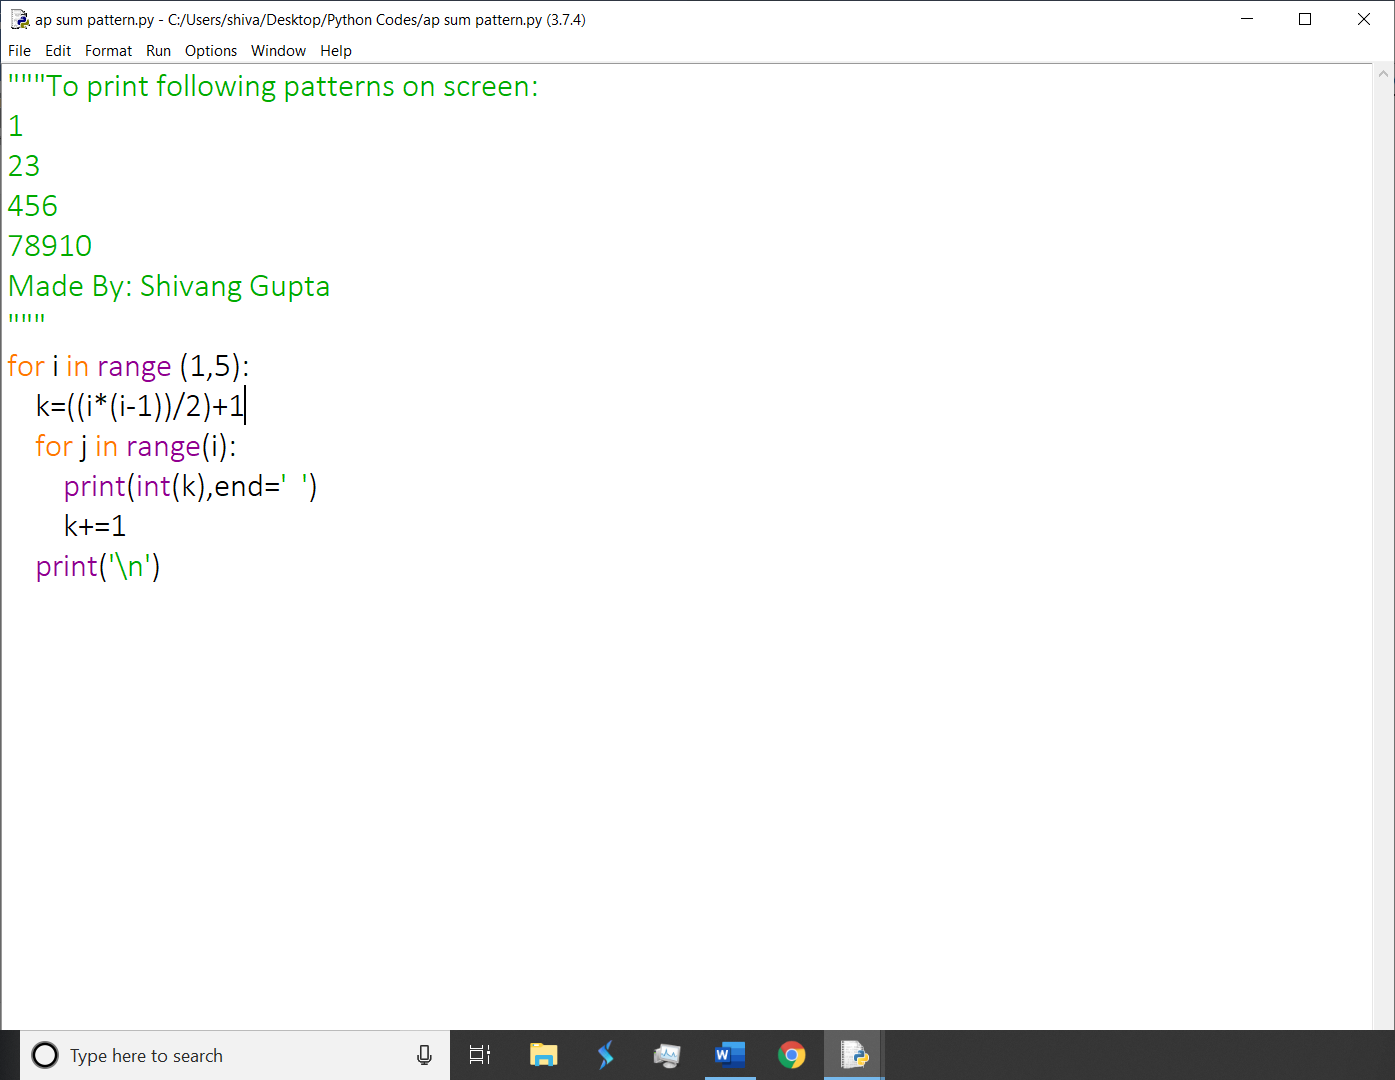 ap sum pattern.py - C:/Users/shiva/Desktop/Python Codes/ap sum pattern.py (3.7.4)
File Edit Format Run Options Window Help
"""To print following patterns on screen:
1
23
456
78910
Made By: Shivang Gupta
"""
for i in range (1,5):
    k=((i*(i-1))/2)+1
    for j in range(i):
        print(int(k),end='  ')
        k+=1
    print('\n')
Type here to search